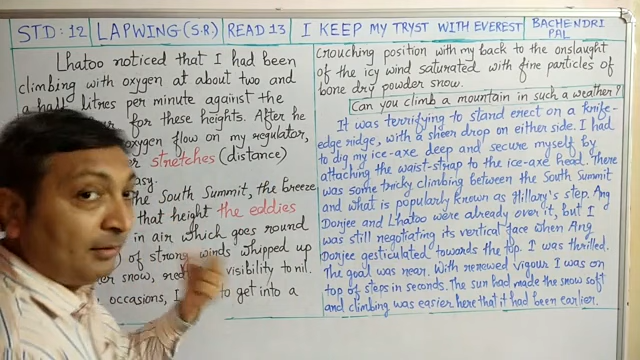 STD: 12 LAPWING (S.R.) READ 13 I KEEP MY TRYST WITH EVEREST BACHENDRI PAL
Lhatoo noticed that I had been
climbing with oxygen at about two and
a half litres per minute against the
for these heights. After he
oxygen flow on my regulator,
stretches (distance)
easy.
the South Summit, the breeze
that height the eddies
in air which goes round
of strong winds whipped up
snow, visibility to nil.
occasions, I to get into a
crouching position with my back to the onslaught
of the icy wind saturated with fine particles of
bone dry powder snow.
Can you climb a mountain in such a weather?
It was terrifying to stand erect on a knife-
edge ridge, with a sheer drop on either side. I had
to dig my ice-axe deep and secure myself by
attaching the waist-strap to the ice-axe head. There
was some tricky climbing between the South Summit
and what is popularly known as Hillary's step. Ang
Dorjee and Lhatoo were already over it, but I
was still negotiating its vertical face when Ang
Dorjee gesticulated towards the top. I was thrilled.
The goal was near. With renewed vigour I was on
top of steps in seconds. The sun had made the snow soft
and climbing was easier here that it had been earlier.